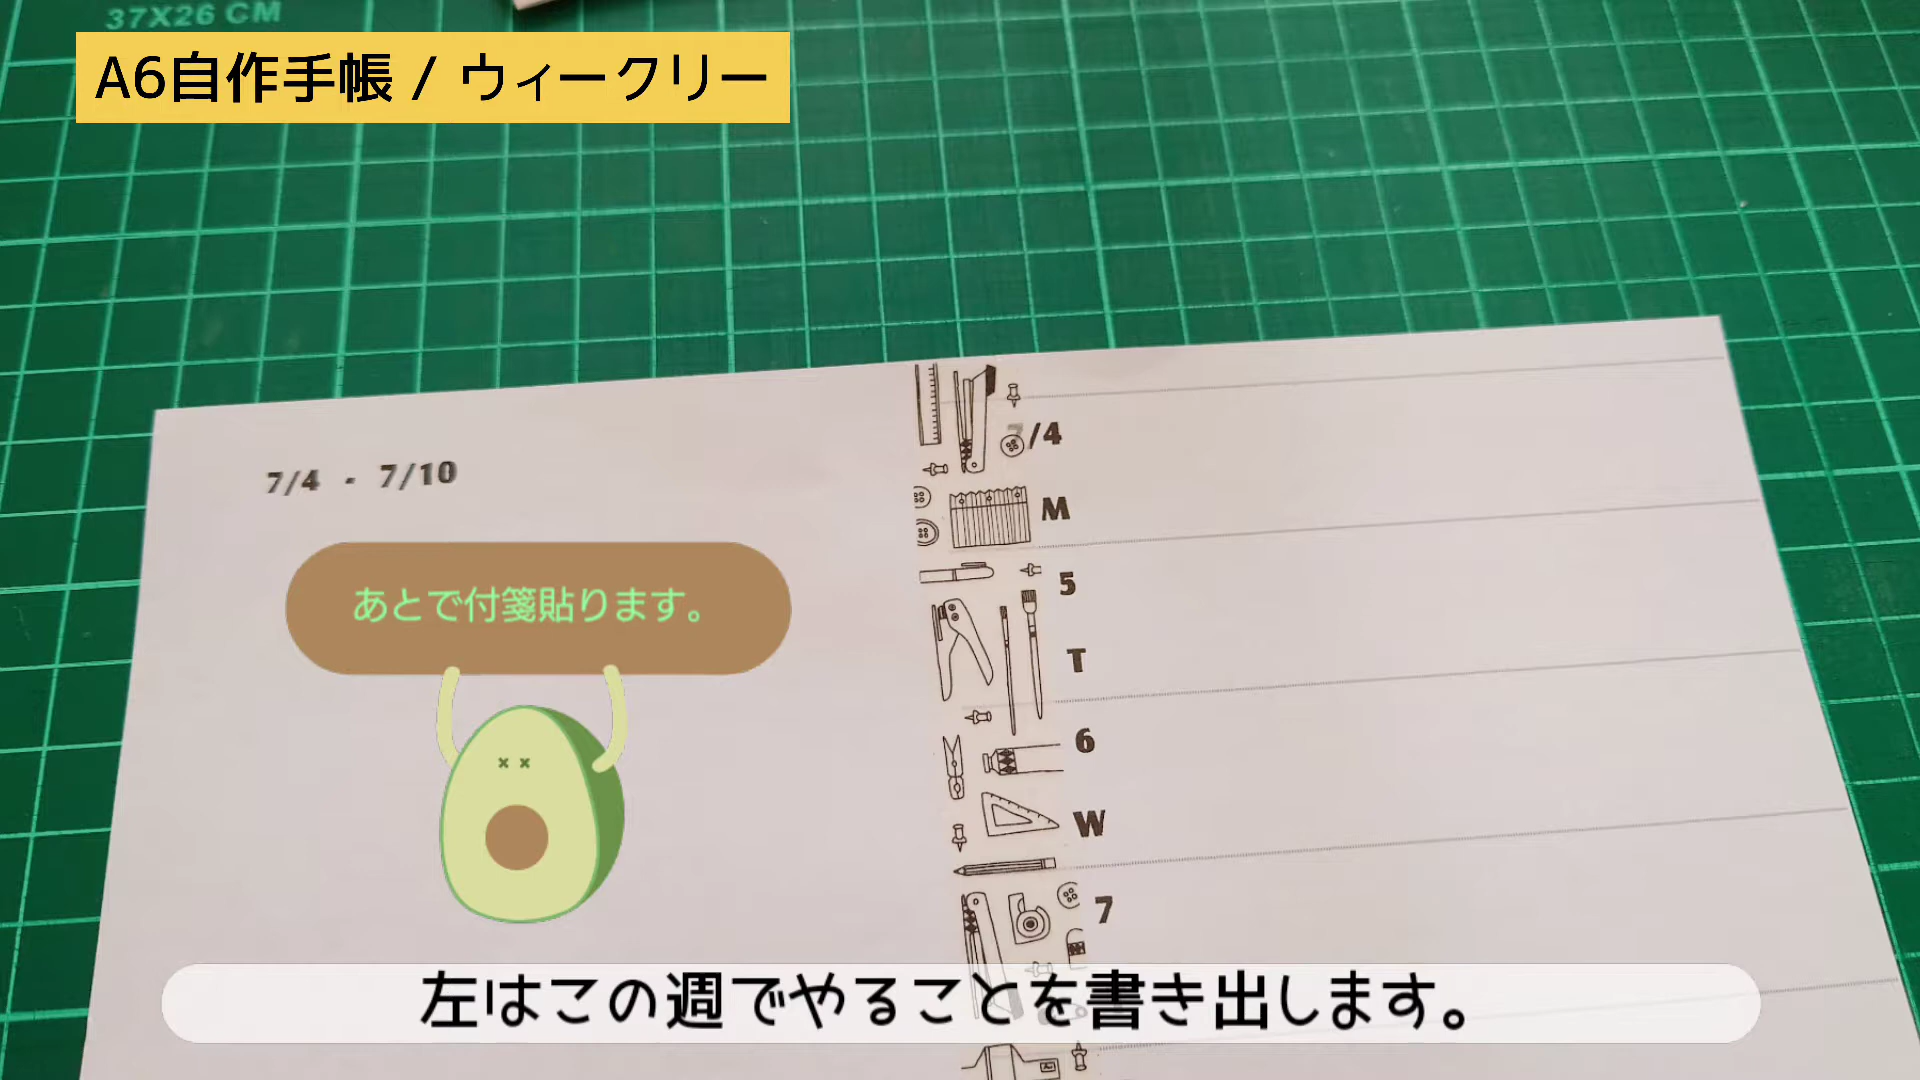 37X26 CM
A6自作手帳 / ウィークリー
7/4 - 7/10
あとで付箋貼ります。
7/4
M
5
T
6
W
7
左はこの週でやることを書き出します。